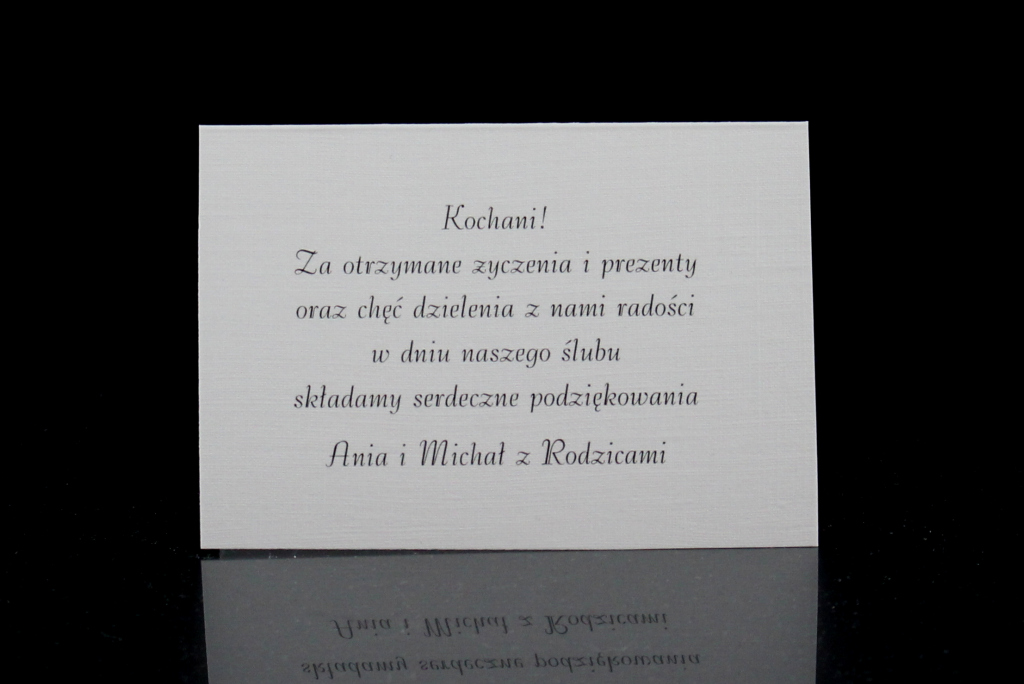 Kochani!
Za otrzymane zyczenia i prezenty
oraz chęć dzielenia z nami radości
w dniu naszego ślubu
składamy serdeczne podziękowania
Ania i Michał z Rodzicami